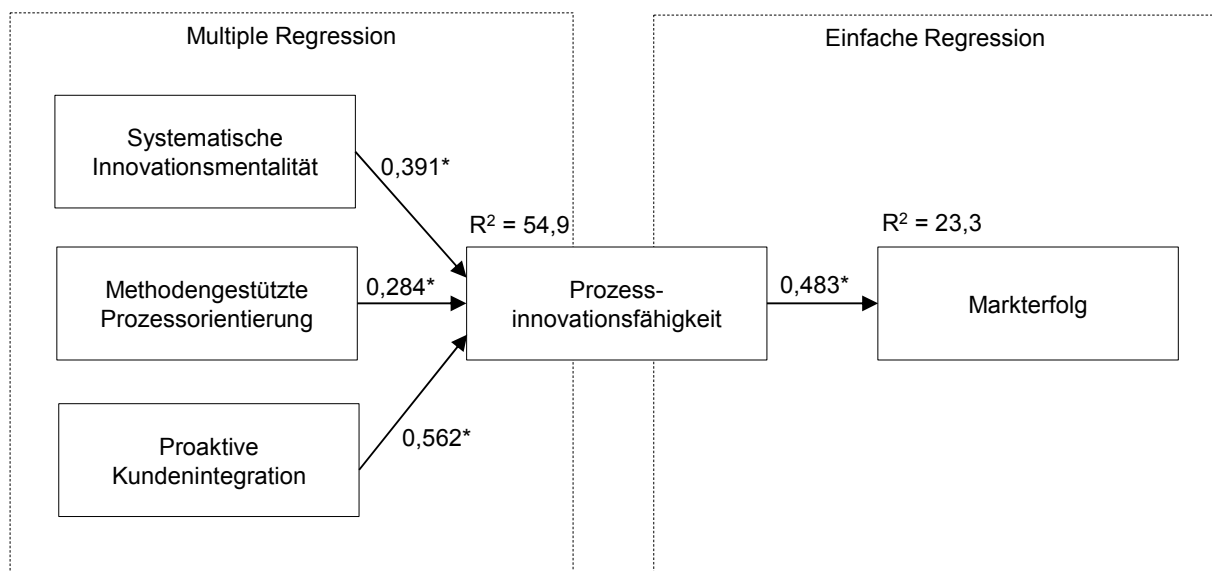 Multiple Regression
Einfache Regression
Systematische
Innovationsmentalität
0,391*
R² = 54,9
R² = 23,3
Methodengestützte
Prozessorientierung
0,284*
Prozess-
innovationsfähigkeit
0,483*
Markterfolg
Proaktive
Kundenintegration
0,562*